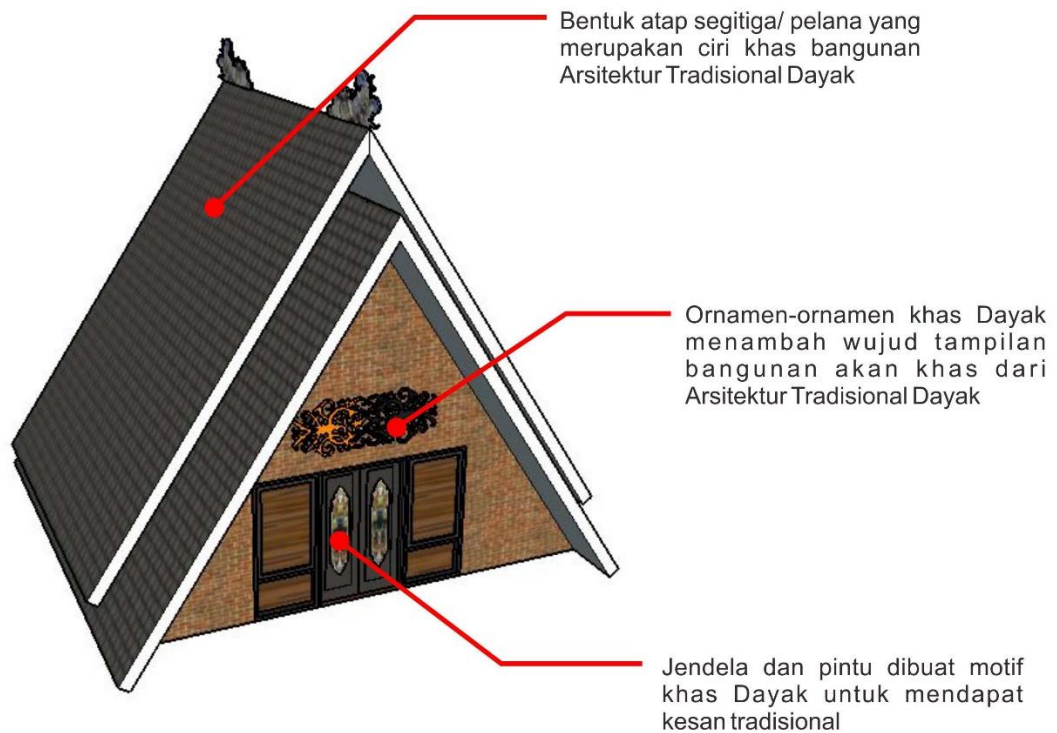 Bentuk atap segitiga/ pelana yang
merupakan ciri khas bangunan
Arsitektur Tradisional Dayak
Ornamen-ornamen khas Dayak
menambah wujud tampilan
bangunan akan khas dari
Arsitektur Tradisional Dayak
Jendela dan pintu dibuat motif
khas Dayak untuk mendapat
kesan tradisional